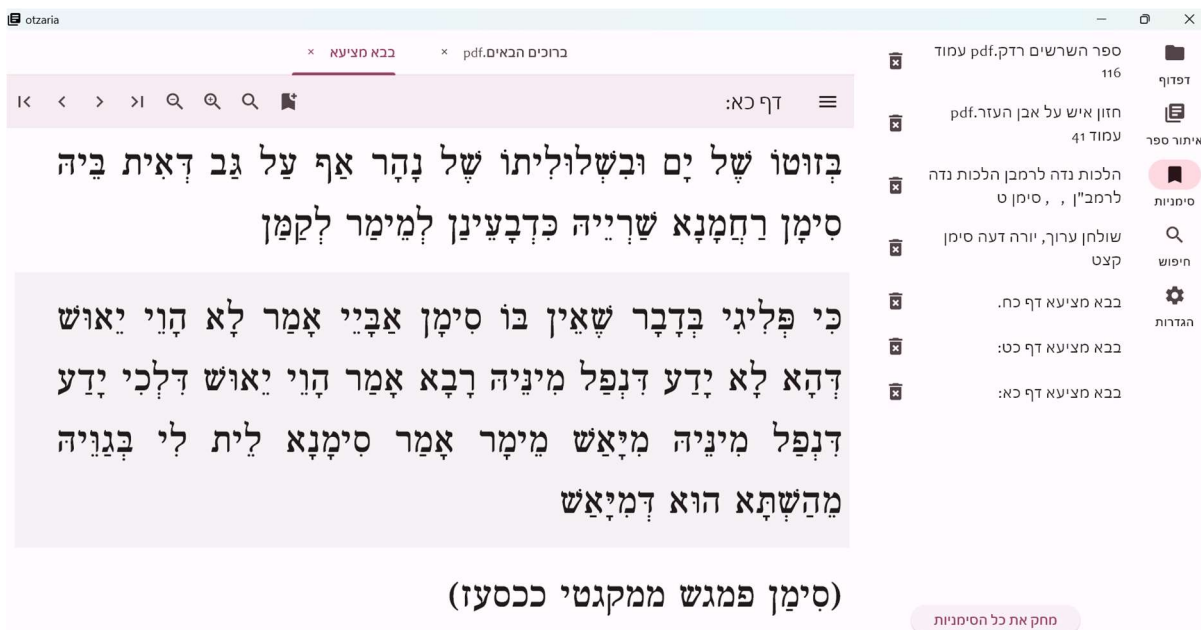 otzaria
דפדוף
איתור ספר
סימניות
חיפוש
הגדרות
ספר השרשים רדק.pdf עמוד
116
חזון איש על אבן העזר.pdf
עמוד 41
הלכות נדה לרמבן הלכות נדה
לרמב"ן , , סימן ט
שולחן ערוך, יורה דעה סימן
קצט
בבא מציעא דף כח.
בבא מציעא דף כט:
בבא מציעא דף כא:
מחק את כל הסימניות
ברוכים הבאים.pdf ×
בבא מציעא ×
דף כא:
בְּזוּטוֹ שֶׁל יָם וּבִשְׁלוּלִיתוֹ שֶׁל נָהָר אַף עַל גַּב דְּאִית בֵּיהּ
סִימָן רַחֲמָנָא שַׁרְיֵיהּ כִּדְבָעֵינַן לְמֵימַר לְקַמַּן
כִּי פְּלִיגִי בְּדָבָר שֶׁאֵין בּוֹ סִימָן אַבָּיֵי אָמַר לָא הָוֵי יֵאוּשׁ
דְּהָא לָא יָדַע דִּנְפַל מִינֵּיהּ רָבָא אָמַר הָוֵי יֵאוּשׁ דִּלְכִי יָדַע
דִּנְפַל מִינֵּיהּ מִיָּאַשׁ מֵימָר אָמַר סִימָנָא לֵית לִי בְּגַוֵּיהּ
מֵהַשְׁתָּא הוּא דְּמִיָּאַשׁ
(סִימַן פמגש ממקגטי ככסעז)